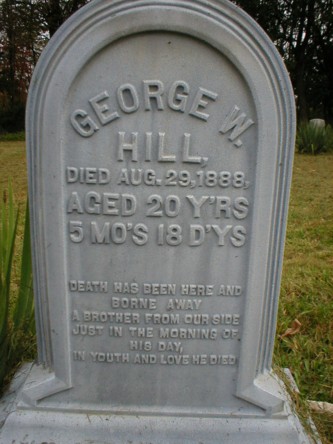 GEORGE W.
HILL,
DIED AUG. 29, 1888,
AGED 20 Y'RS
5 MO'S 18 D'YS
DEATH HAS BEEN HERE AND
BORNE AWAY
A BROTHER FROM OUR SIDE
JUST IN THE MORNING OF
HIS DAY,
IN YOUTH AND LOVE HE DIED